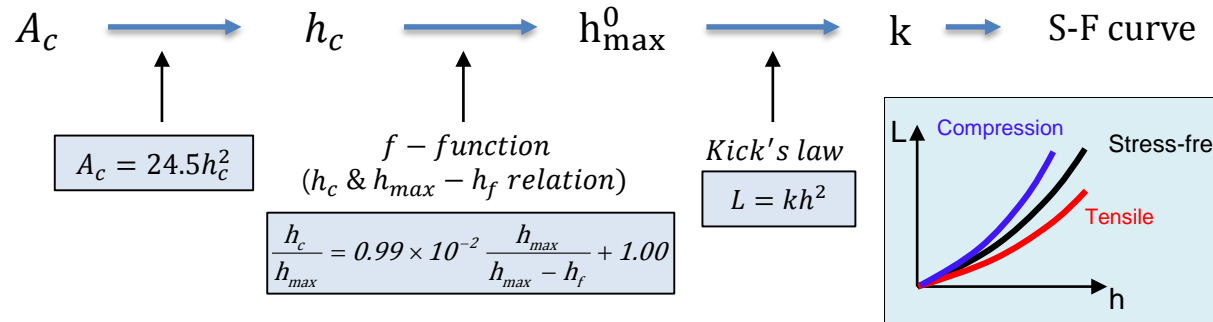 A_c h_c h^0_max k S-F curve
A_c = 24.5h_c^2
f − function
(h_c & h_max − h_f relation)
h_c / h_max = 0.99 × 10^-2 h_max / (h_max − h_f) + 1.00
Kick's law
L = kh^2
L
Compression
Stress-fre
Tensile
h